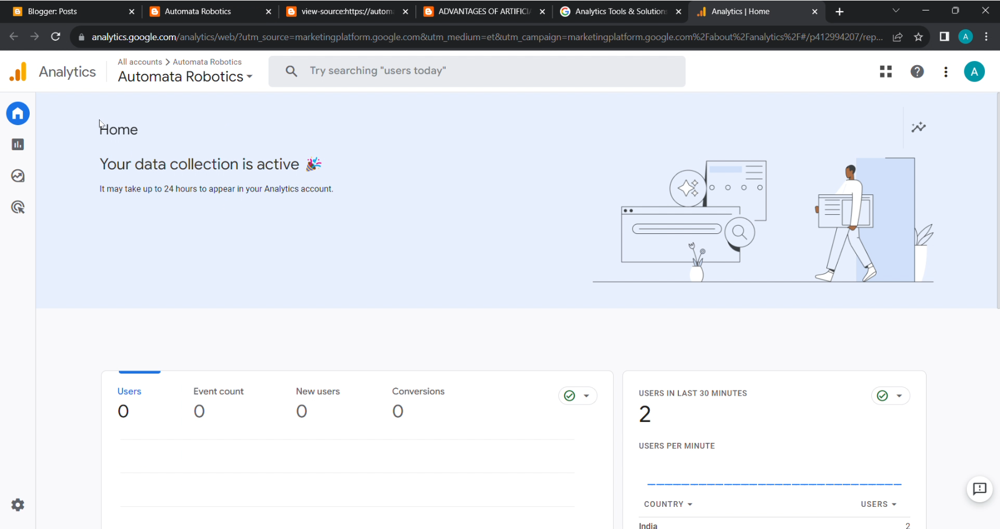 Blogger: Posts
Automata Robotics
view-source:https://autom
ADVANTAGES OF ARTIFICI
Analytics Tools & Solution
Analytics | Home
analytics.google.com/analytics/web/?utm_source=marketingplatform.google.com&utm_medium=et&utm_campaign=marketingplatform.google.com%2Fabout%2Fanalytics%2F#/p412994207/rep...
A
Analytics
All accounts > Automata Robotics
Automata Robotics
Try searching "users today"
A
Home
Your data collection is active
It may take up to 24 hours to appear in your Analytics account.
Users
0
Event count
0
New users
0
Conversions
0
USERS IN LAST 30 MINUTES
2
USERS PER MINUTE
COUNTRY USERS
India 2